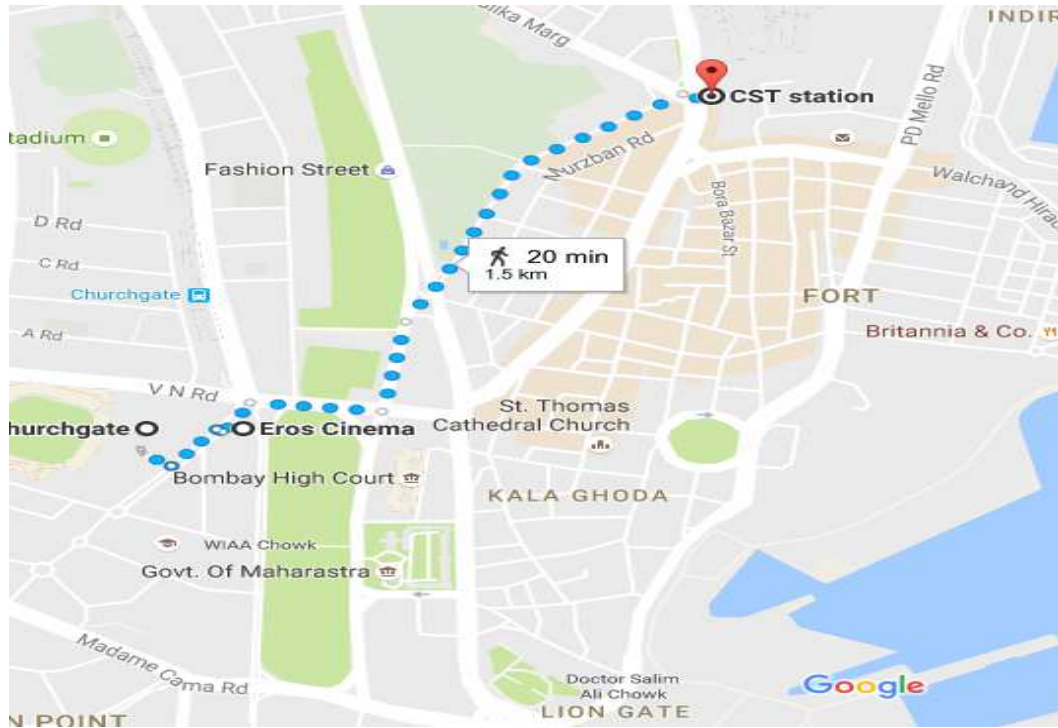 INDIR
ulika Marg
CST station
PD Mello Rd
tadium
Murzban Rd
Fashion Street
Walchand Hirac
Bora Bazar St
D Rd
20 min
1.5 km
C Rd
Churchgate
FORT
A Rd
Britannia & Co.
V N Rd
St. Thomas
Cathedral Church
hurchgate
Eros Cinema
Bombay High Court
KALA GHODA
WIAA Chowk
Govt. Of Maharastra
Madame Cama Rd
Doctor Salim
Ali Chowk
Google
LION GATE
N POINT